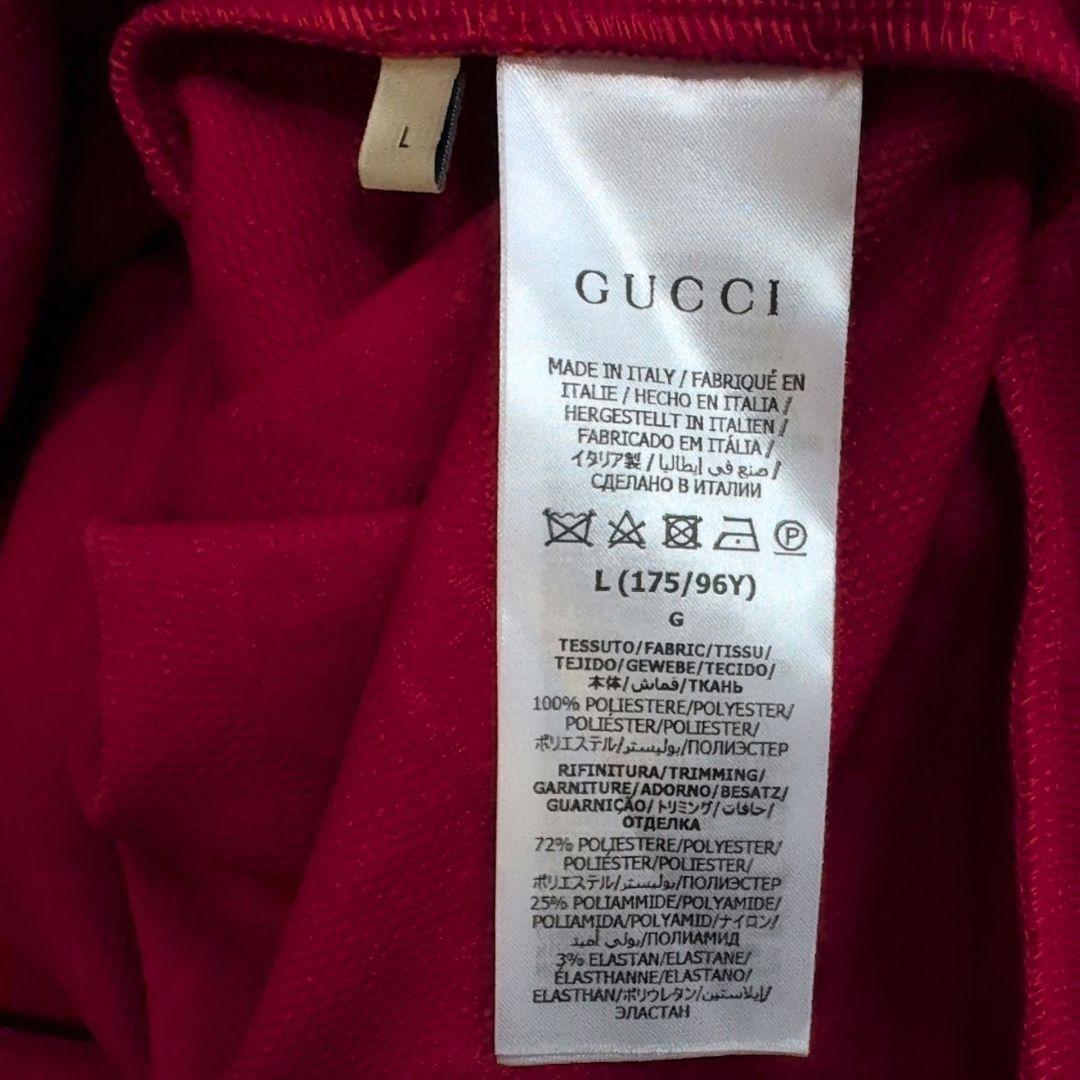 L
GUCCI
MADE IN ITALY / FABRIQUÉ EN
ITALIE / HECHO EN ITALIA /
HERGESTELLT IN ITALIEN /
FABRICADO EM ITÁLIA /
イタリア製 / صنع في إيطاليا /
СДЕЛАНО В ИТАЛИИ
P
L (175/96Y)
G
TESSUTO/FABRIC/TISSU/
TEJIDO/GEWEBE/TECIDO/
本体/قماش/ТКАНЬ
100% POLIESTERE/POLYESTER/
POLIÉSTER/POLIESTER/
ポリエステル/بوليستر/ПОЛИЭСТЕР
RIFINITURA/TRIMMING/
GARNITURE/ADORNO/BESATZ/
GUARNIÇÃO/トリミング/حافات/
ОТДЕЛКА
72% POLIESTERE/POLYESTER/
POLIÉSTER/POLIESTER/
ポリエステル/بوليستر/ПОЛИЭСТЕР
25% POLIAMMIDE/POLYAMIDE/
POLIAMIDA/POLYAMID/ナイロン/
بولي أميد/ПОЛИАМИД
3% ELASTAN/ELASTANE/
ÉLASTHANNE/ELASTANO/
ELASTHAN/ポリウレタン/إيلاستين/
ЭЛАСТАН